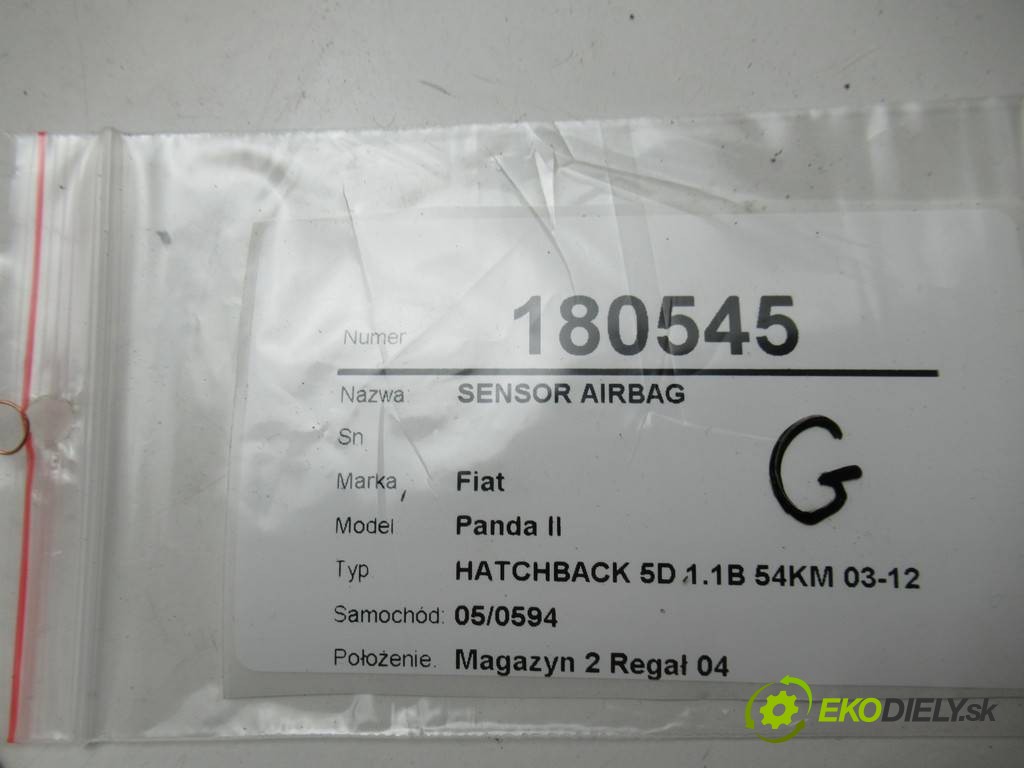 Numer 180545
Nazwa: SENSOR AIRBAG
Sn
Marka Fiat
Model Panda II
Typ HATCHBACK 5D 1.1B 54KM 03-12
Samochód: 05/0594
Położenie. Magazyn 2 Regał 04
G
EKODIELY.sk